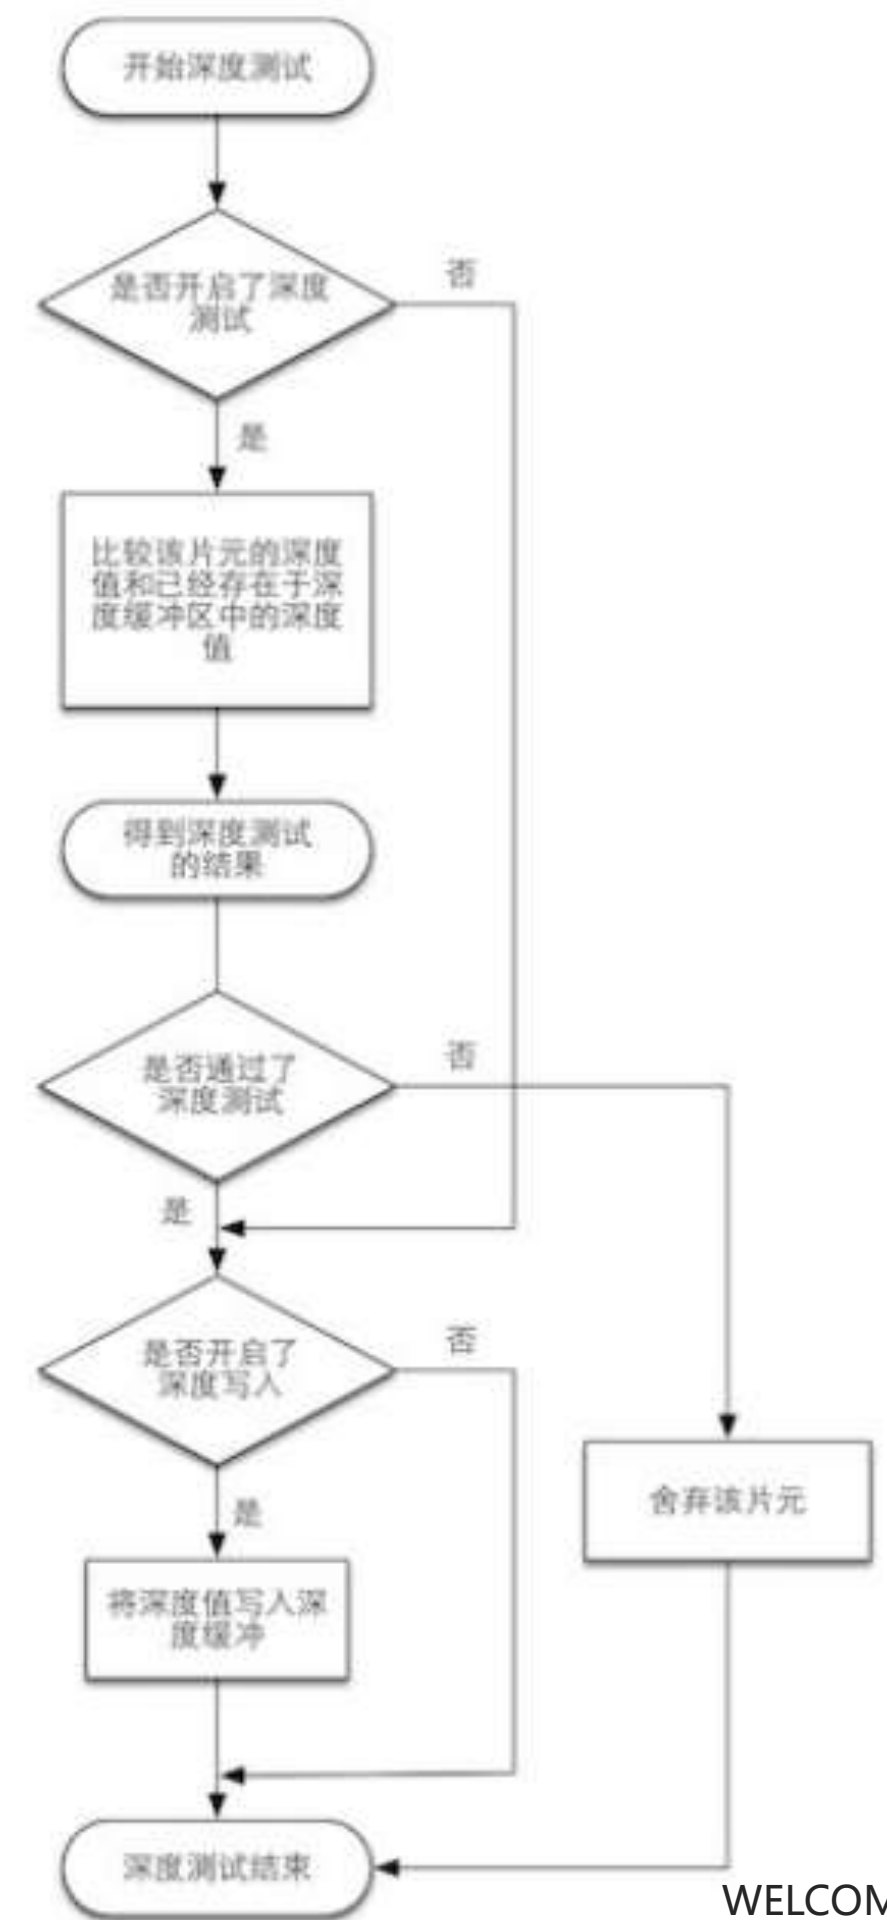 开始深度测试
是否开启了深度
测试
否
是
比较该片元的深度
值和已经存在于深
度缓冲区中的深度
值
得到深度测试
的结果
是否通过了
深度测试
否
是
是否开启了
深度写入
否
是
舍弃该片元
将深度值写入深
度缓冲
深度测试结束
WELCOM